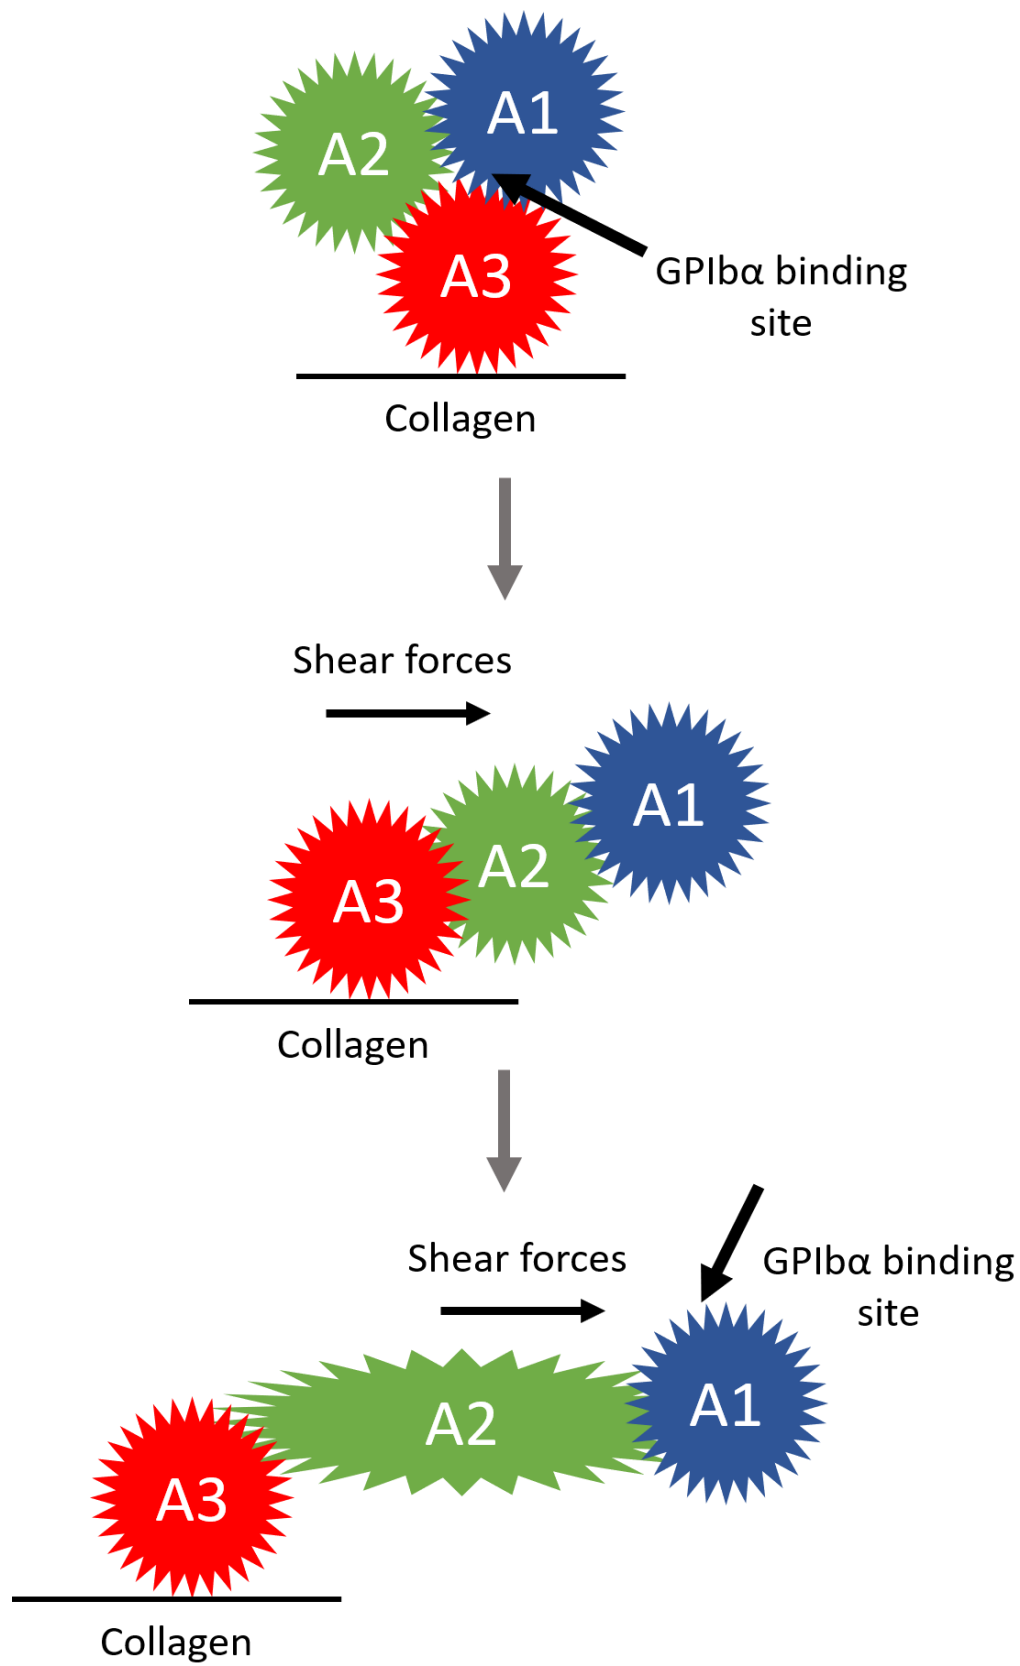 A1
A2
A3
GPIbα binding
site
Collagen
Shear forces
A1
A2
A3
Collagen
Shear forces
GPIbα binding
site
A1
A2
A3
Collagen